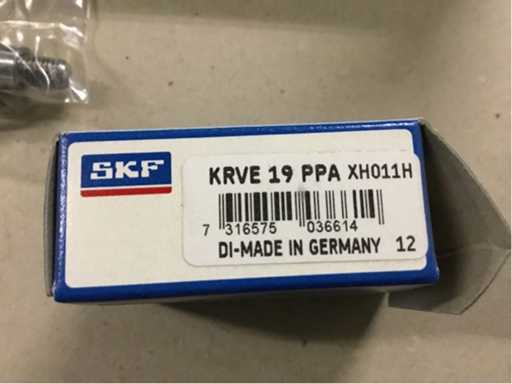 SKF
KRVE 19 PPA XH011H
7 316575 036614
DI-MADE IN GERMANY 12